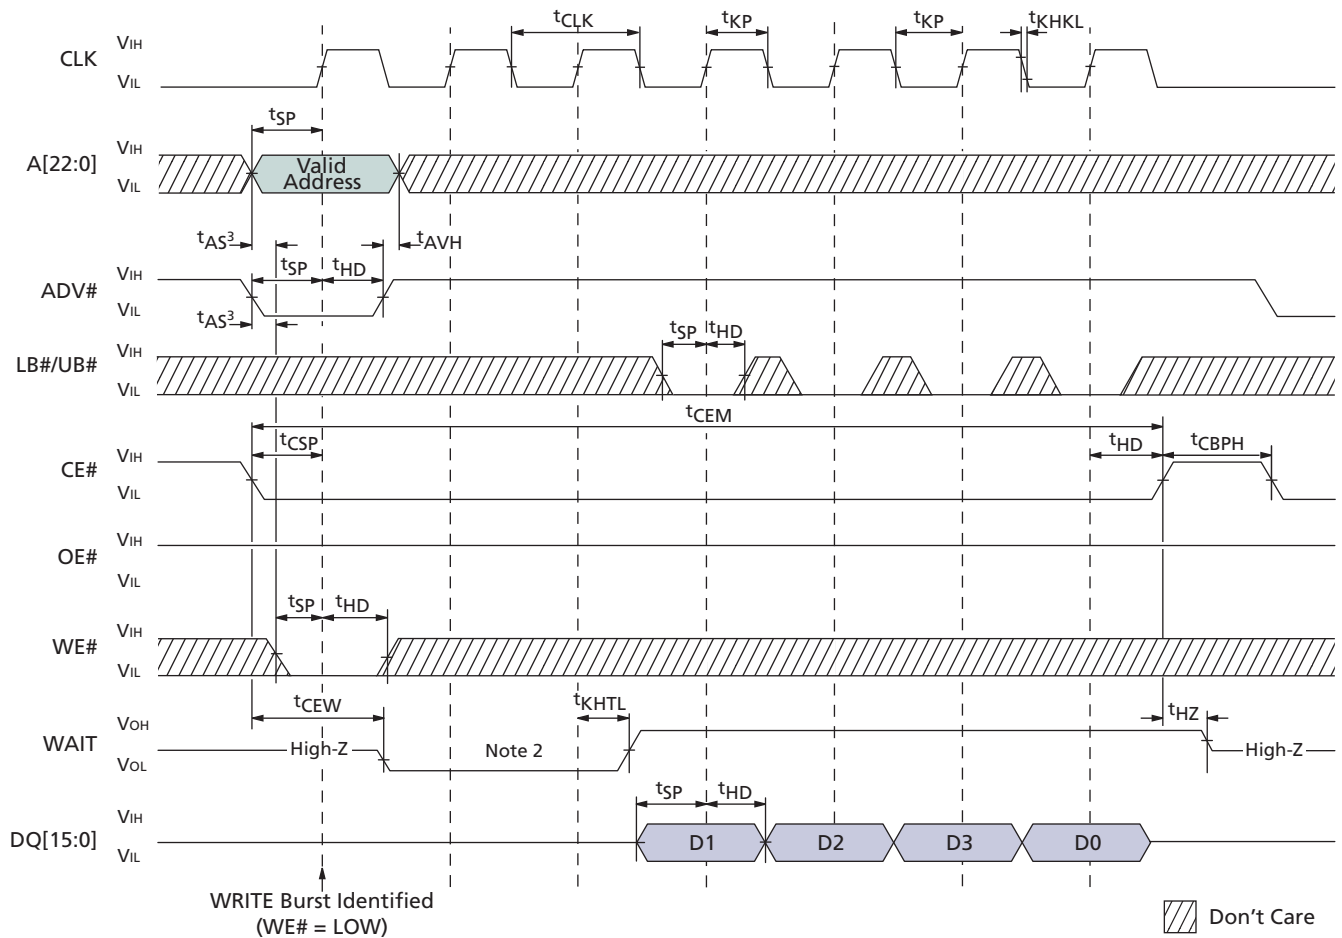 tCLK tKP tKP tKHKL
CLK VIH
VIL
tSP
A[22:0] VIH
VIL
Valid
Address
tAS3 tAVH
tSP tHD
ADV# VIH
VIL
tAS3
tSP tHD
LB#/UB# VIH
VIL
tCEM
tCSP tHD tCBPH
CE# VIH
VIL
OE# VIH
VIL
tSP tHD
WE# VIH
VIL
tCEW tKHTL tHZ
WAIT VOH
VOL
High-Z Note 2 High-Z
tSP tHD
DQ[15:0] VIH
VIL
D1 D2 D3 D0
WRITE Burst Identified
(WE# = LOW)
Don't Care